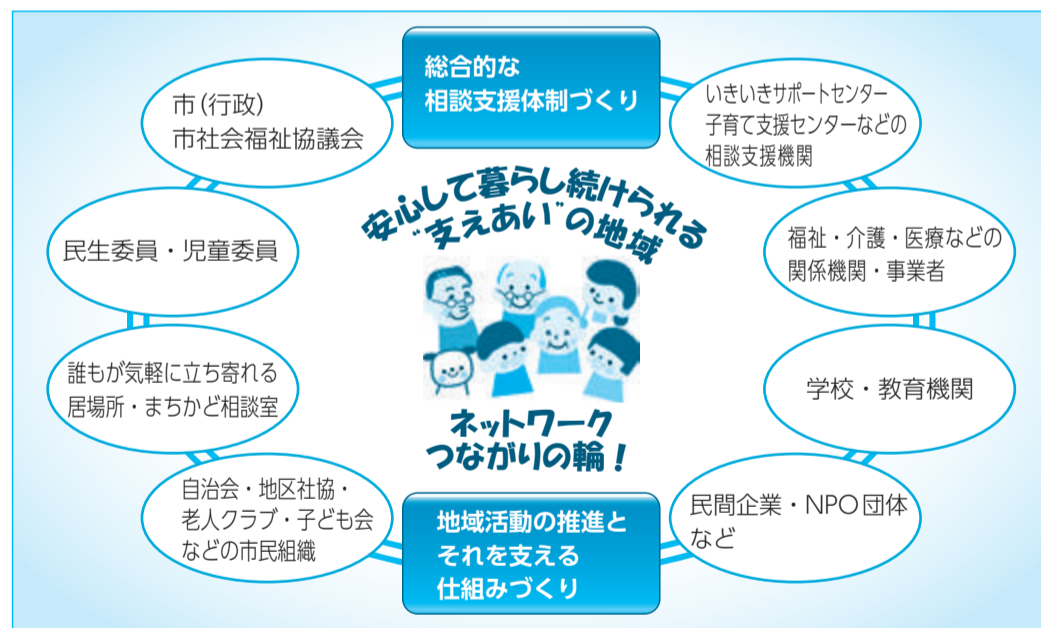 総合的な
相談支援体制づくり
市(行政)
市社会福祉協議会
いきいきサポートセンター
子育て支援センターなどの
相談支援機関
民生委員・児童委員
安心して暮らし続けられる
“支えあい”の地域
福祉・介護・医療などの
関係機関・事業者
誰もが気軽に立ち寄れる
居場所・まちかど相談室
学校・教育機関
ネットワーク
つながりの輪！
自治会・地区社協・
老人クラブ・子ども会
などの市民組織
地域活動の推進と
それを支える
仕組みづくり
民間企業・NPO団体
など